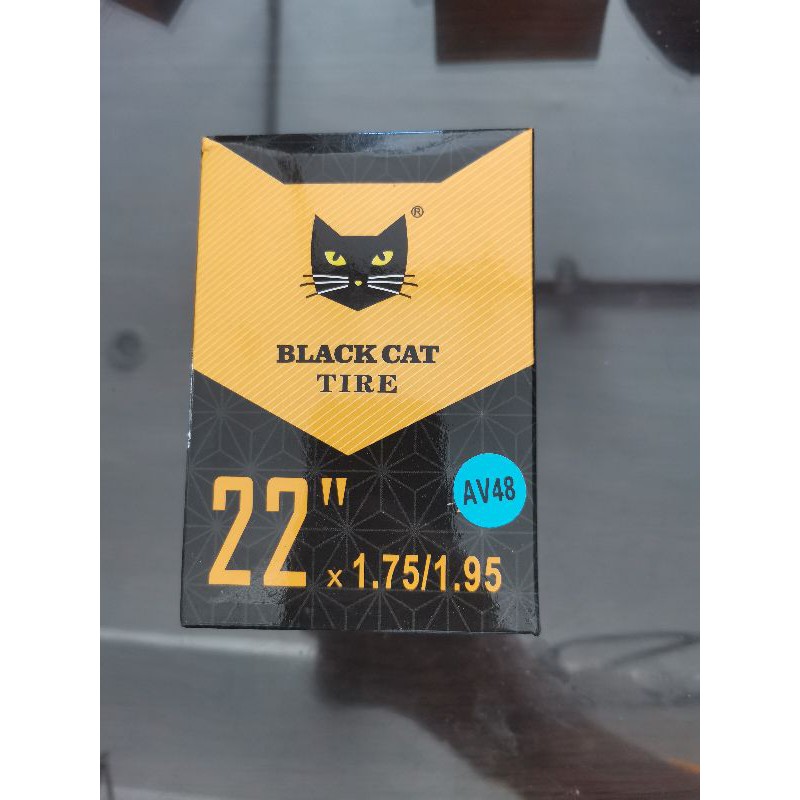 ®
BLACK CAT
TIRE
22"
x 1.75/1.95
AV48